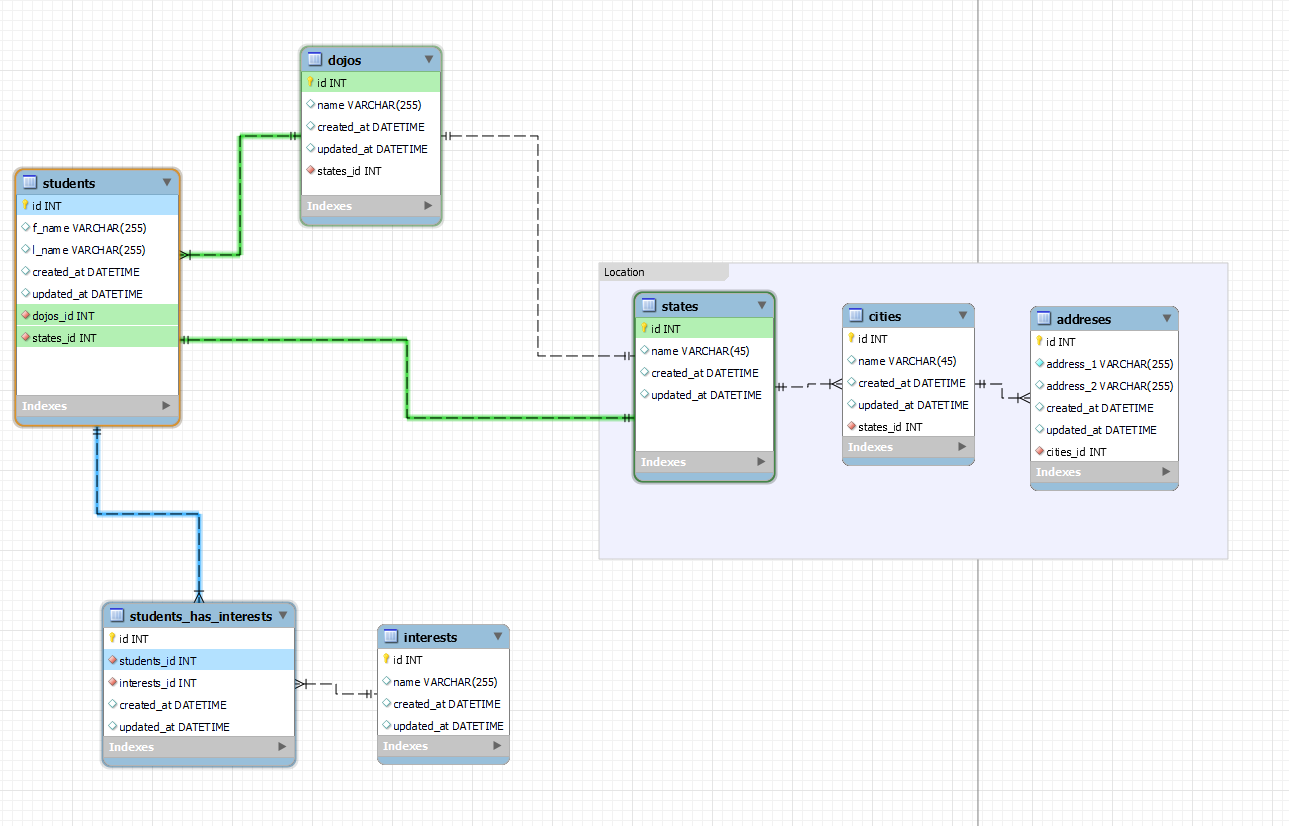 dojos
id INT
name VARCHAR(255)
created_at DATETIME
updated_at DATETIME
states_id INT
Indexes
students
id INT
f_name VARCHAR(255)
l_name VARCHAR(255)
created_at DATETIME
updated_at DATETIME
dojos_id INT
states_id INT
Indexes
Location
states
id INT
name VARCHAR(45)
created_at DATETIME
updated_at DATETIME
Indexes
cities
id INT
name VARCHAR(45)
created_at DATETIME
updated_at DATETIME
states_id INT
Indexes
addreses
id INT
address_1 VARCHAR(255)
address_2 VARCHAR(255)
created_at DATETIME
updated_at DATETIME
cities_id INT
Indexes
students_has_interests
id INT
students_id INT
interests_id INT
created_at DATETIME
updated_at DATETIME
Indexes
interests
id INT
name VARCHAR(255)
created_at DATETIME
updated_at DATETIME
Indexes